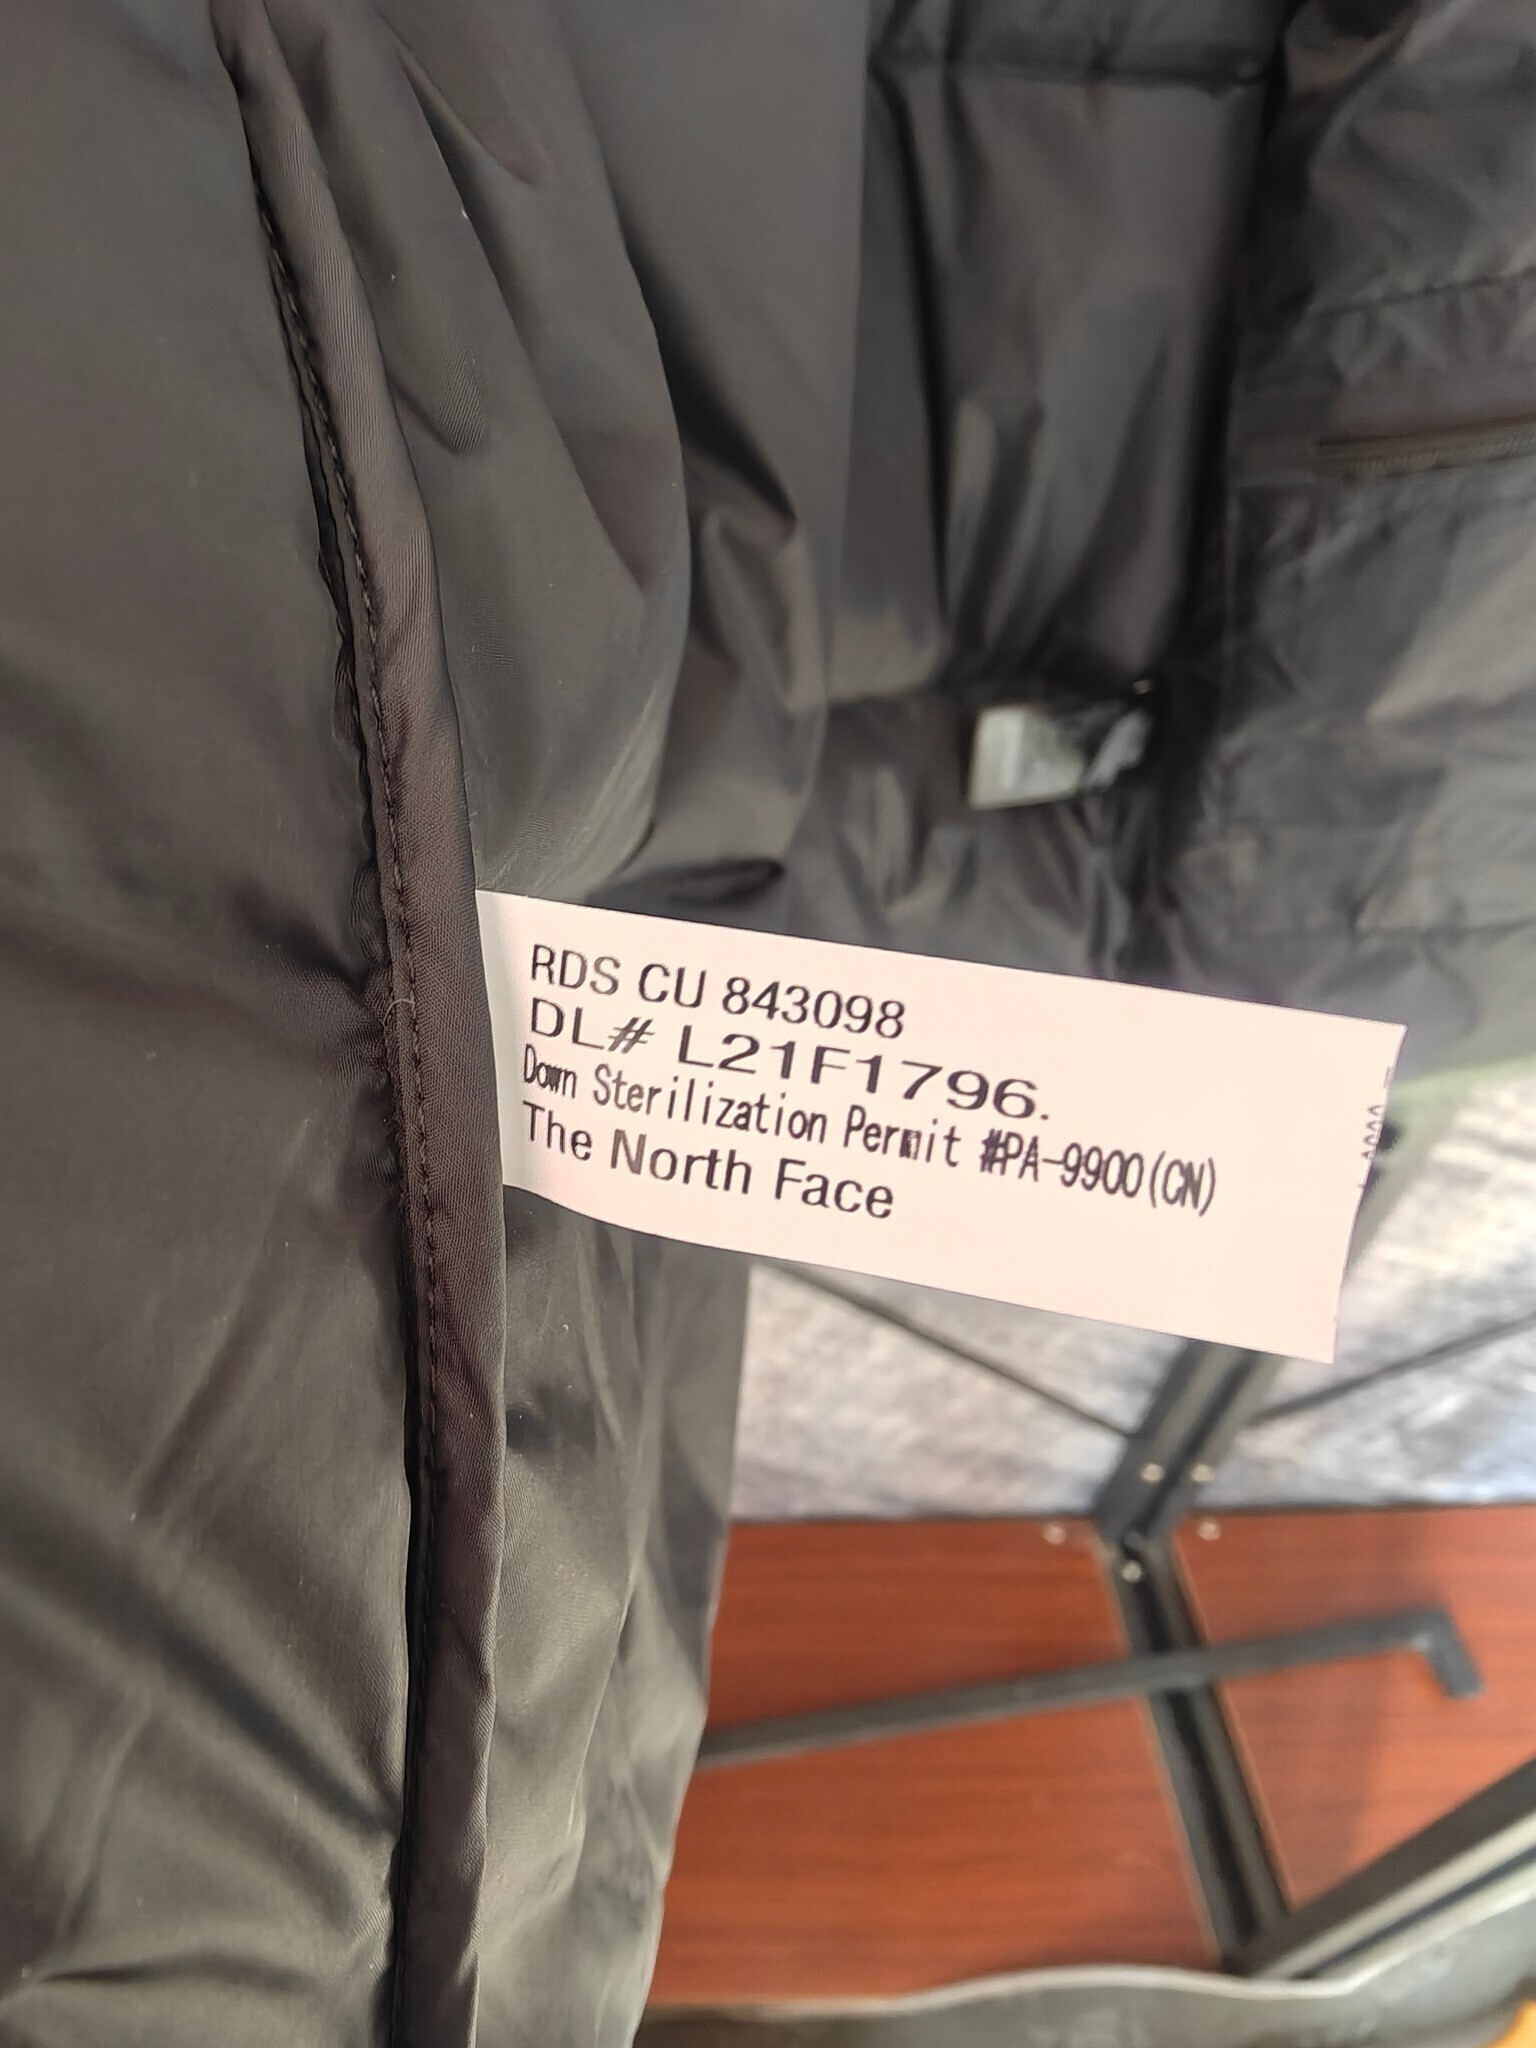 RDS CU 843098
DL# L21F1796.
Down Sterilization Permit #PA-9900(CN)
The North Face